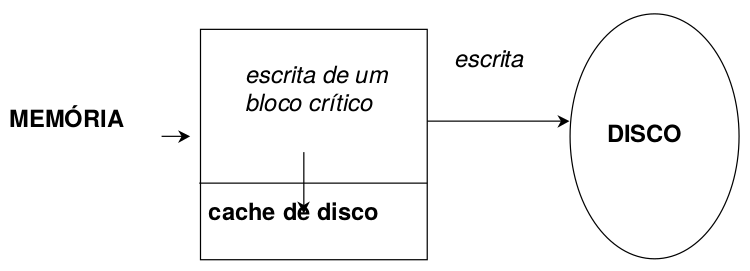 MEMÓRIA
escrita de um
bloco crítico
cache de disco
escrita
DISCO